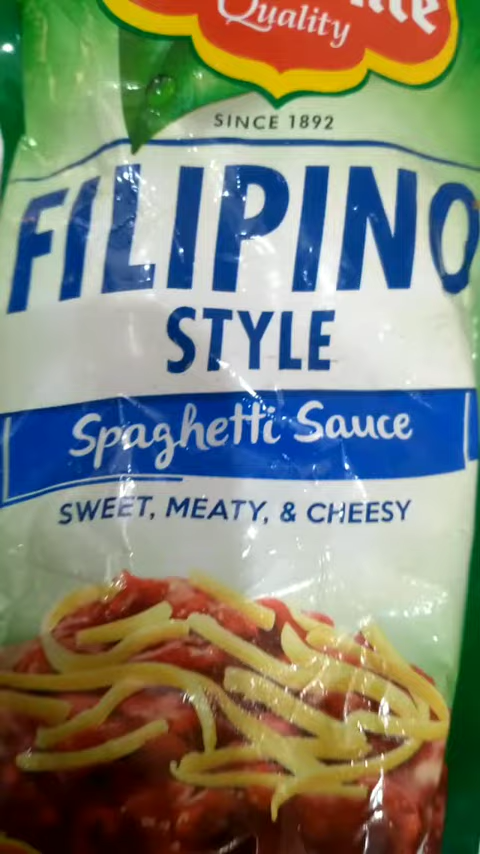 Quality
SINCE 1892
FILIPINO
STYLE
Spaghetti Sauce
SWEET, MEATY, & CHEESY